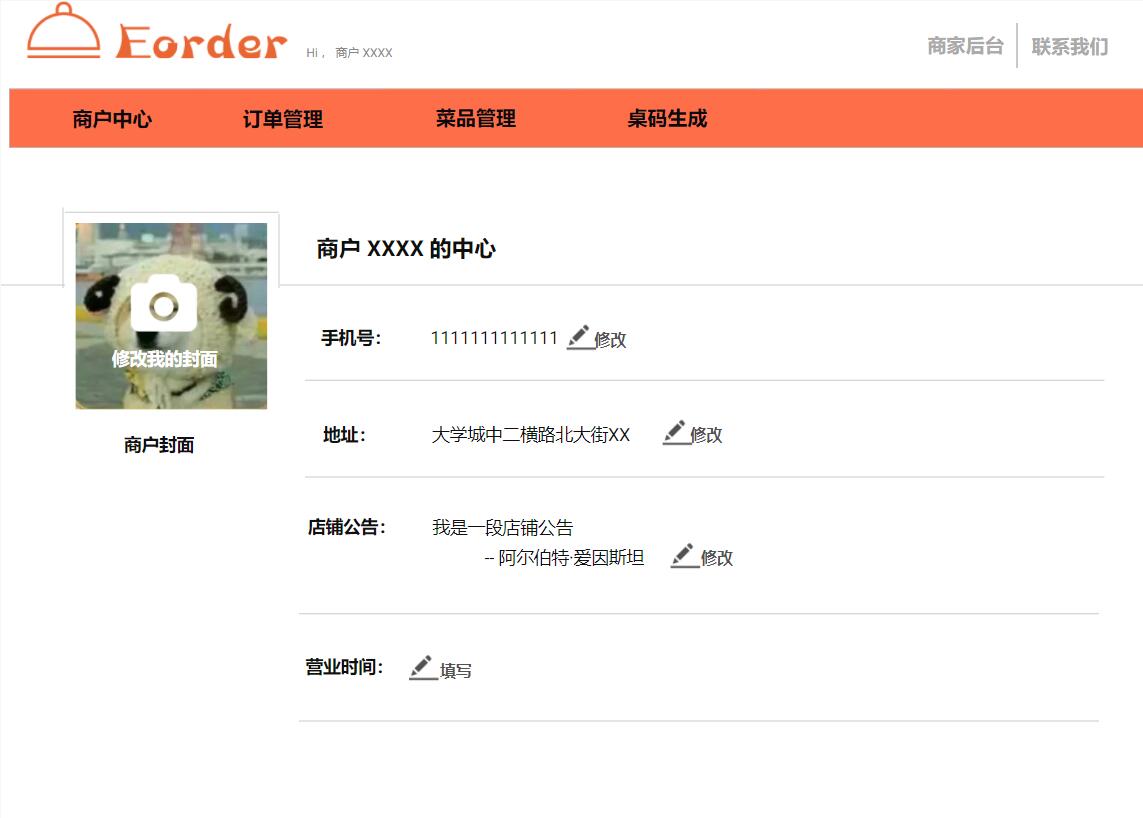 Eorder
Hi， 商户 XXXX
商家后台
联系我们
商户中心 订单管理 菜品管理 桌码生成
商户 XXXX 的中心
修改我的封面
商户封面
手机号： 1111111111111 修改
地址： 大学城中二横路北大街XX 修改
店铺公告： 我是一段店铺公告
-- 阿尔伯特·爱因斯坦 修改
营业时间： 填写